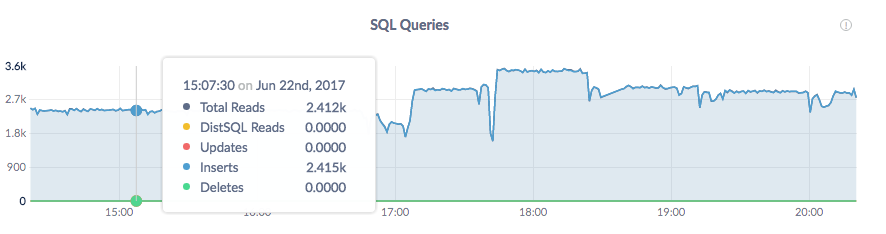 SQL Queries
3.6k
2.7k
1.8k
900
0
15:07:30 on Jun 22nd, 2017
Total Reads 2.412k
DistSQL Reads 0.0000
Updates 0.0000
Inserts 2.415k
Deletes 0.0000
15:00 16:00 17:00 18:00 19:00 20:00